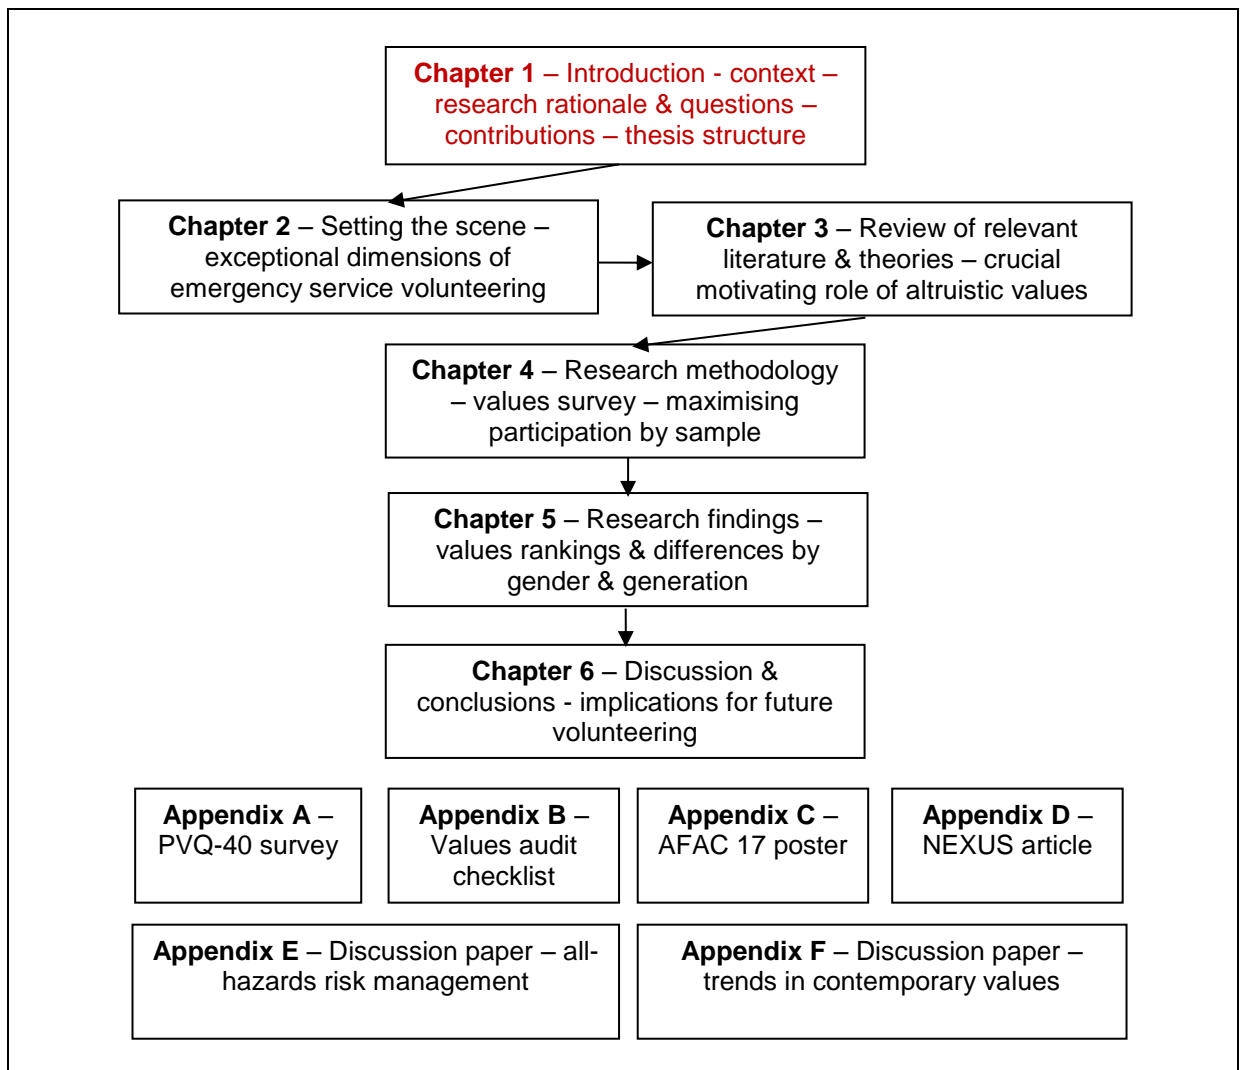 Chapter 1 – Introduction - context –
research rationale & questions –
contributions – thesis structure
Chapter 2 – Setting the scene –
exceptional dimensions of
emergency service volunteering
Chapter 3 – Review of relevant
literature & theories – crucial
motivating role of altruistic values
Chapter 4 – Research methodology
– values survey – maximising
participation by sample
Chapter 5 – Research findings –
values rankings & differences by
gender & generation
Chapter 6 – Discussion &
conclusions - implications for future
volunteering
Appendix A –
PVQ-40 survey
Appendix B –
Values audit
checklist
Appendix C –
AFAC 17 poster
Appendix D –
NEXUS article
Appendix E – Discussion paper – all-
hazards risk management
Appendix F – Discussion paper –
trends in contemporary values